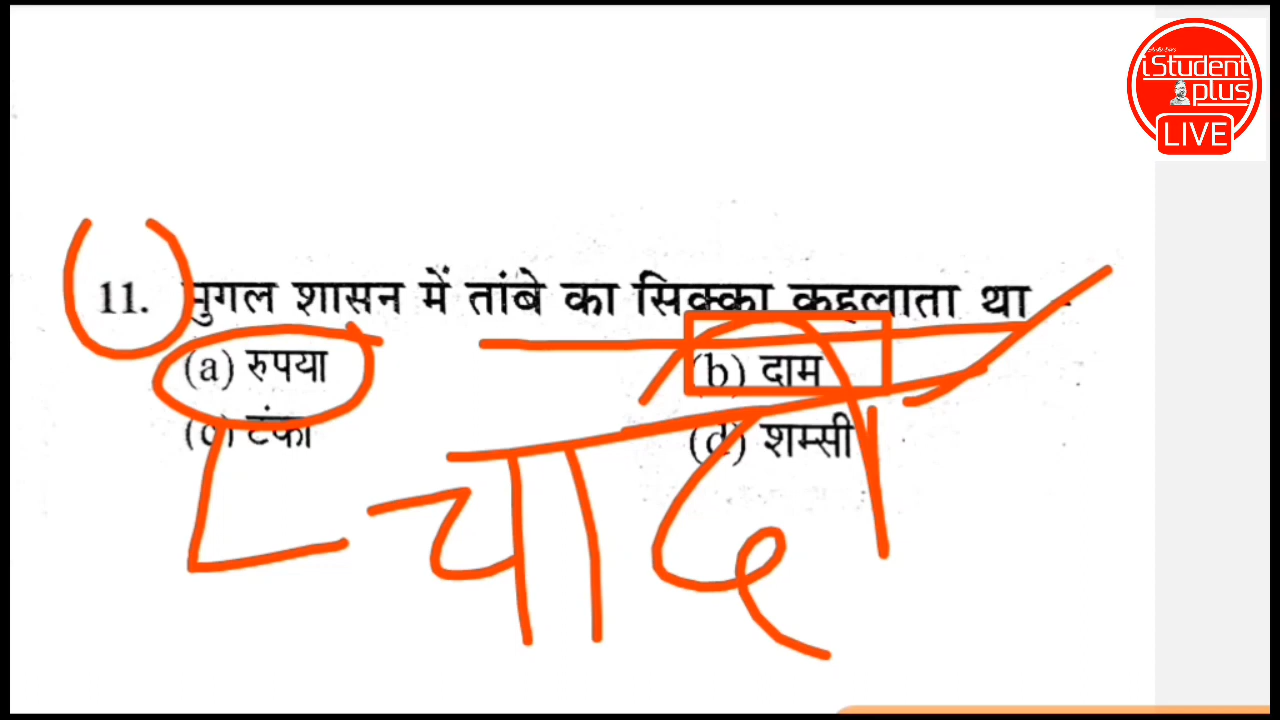 iStudent
plus
LIVE
11. मुगल शासन में तांबे का सिक्का कहलाता था -
(a) रुपया (b) दाम
(c) टंका (d) शम्सी
चादी